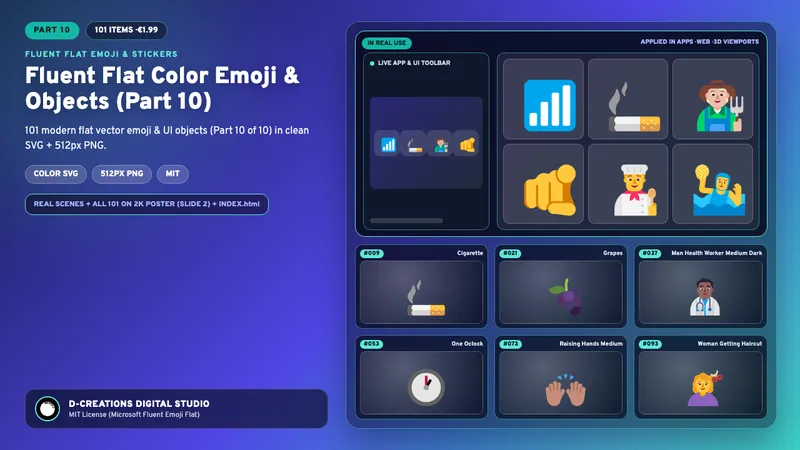 PART 10
101 ITEMS ·€1.99
FLUENT FLAT EMOJI & STICKERS
Fluent Flat Color Emoji &
Objects (Part 10)
101 modern flat vector emoji & UI objects (Part 10 of 10) in clean
SVG + 512px PNG.
COLOR SVG
512PX PNG
MIT
REAL SCENES + ALL 101 ON 2K POSTER (SLIDE 2) + INDEX.html
D-CREATIONS DIGITAL STUDIO
MIT License (Microsoft Fluent Emoji Flat)
IN REAL USE
APPLIED IN APPS ·WEB ·3D VIEWPORTS
LIVE APP & UI TOOLBAR
#009
Cigarette
#021
Grapes
#037
Man Health Worker Medium Dark
#053
One Oclock
#073
Raising Hands Medium
#093
Woman Getting Haircut